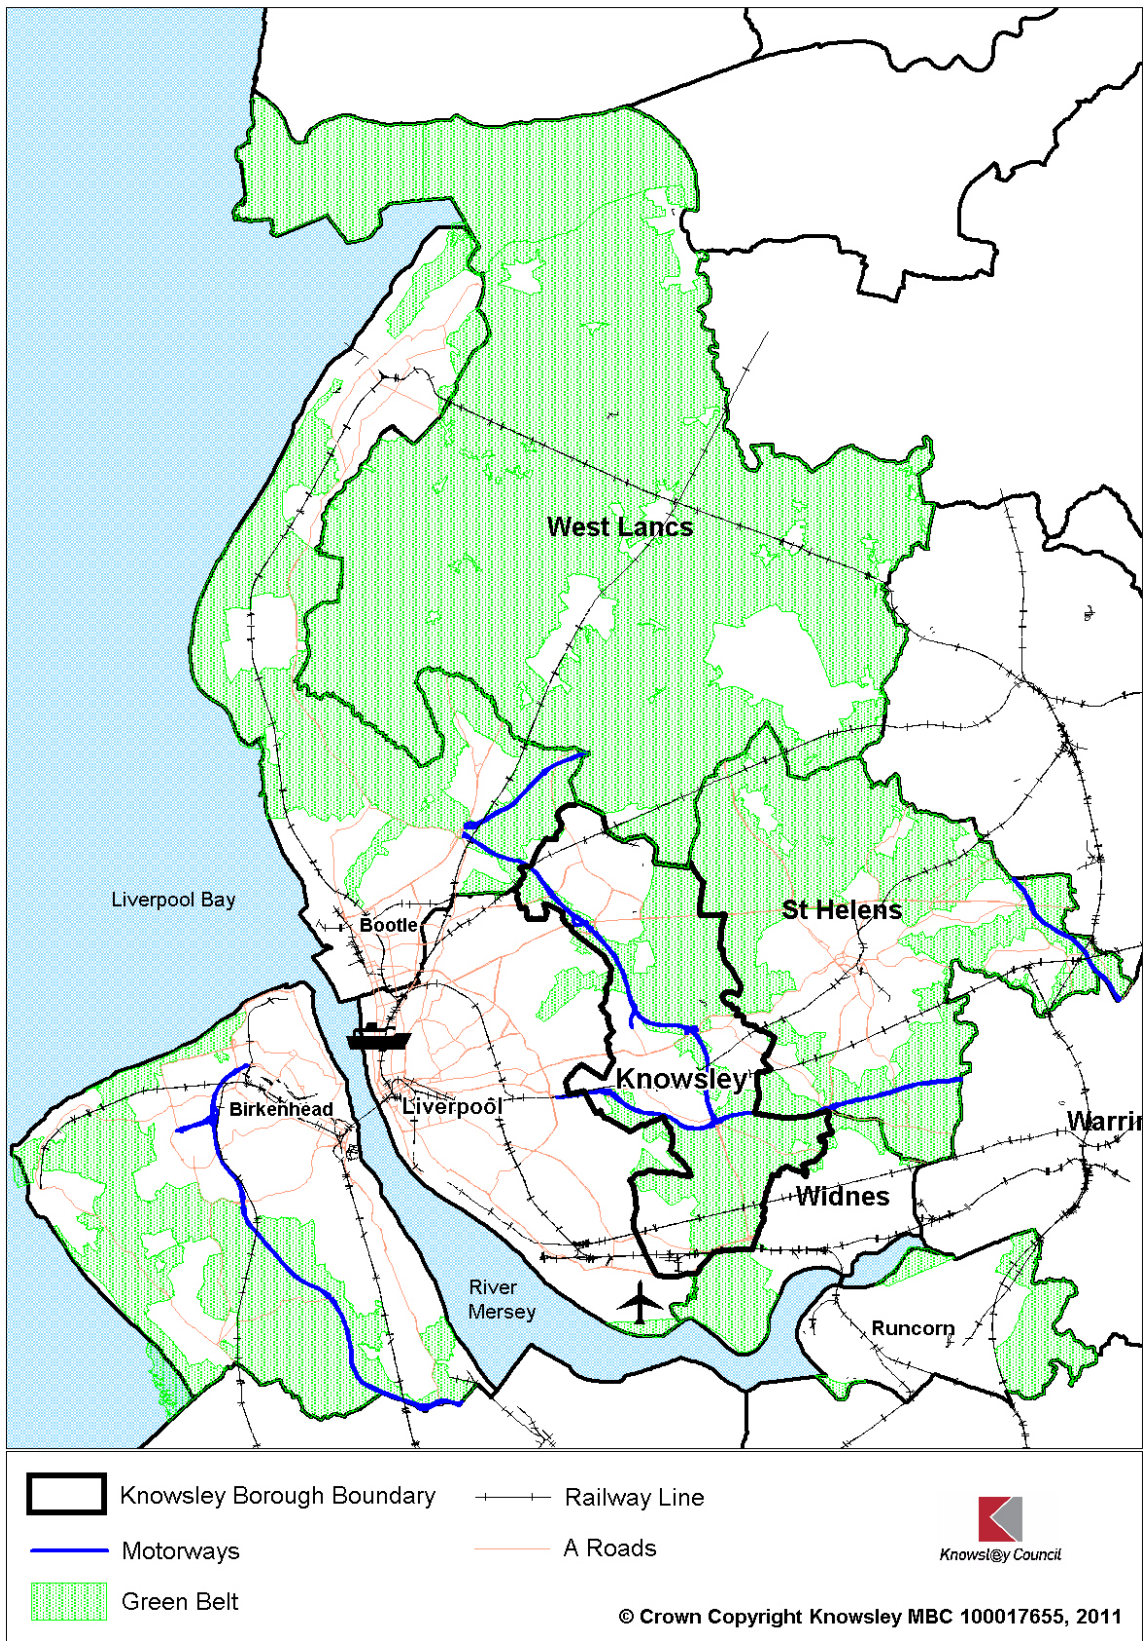 West Lancs
Liverpool Bay
Bootle
St Helens
Knowsley
Birkenhead
Liverpool
Warrin
Widnes
River
Mersey
Runcorn
Knowsley Borough Boundary
Railway Line
Motorways
A Roads
Green Belt
Knowsl@y Council
© Crown Copyright Knowsley MBC 100017655, 2011